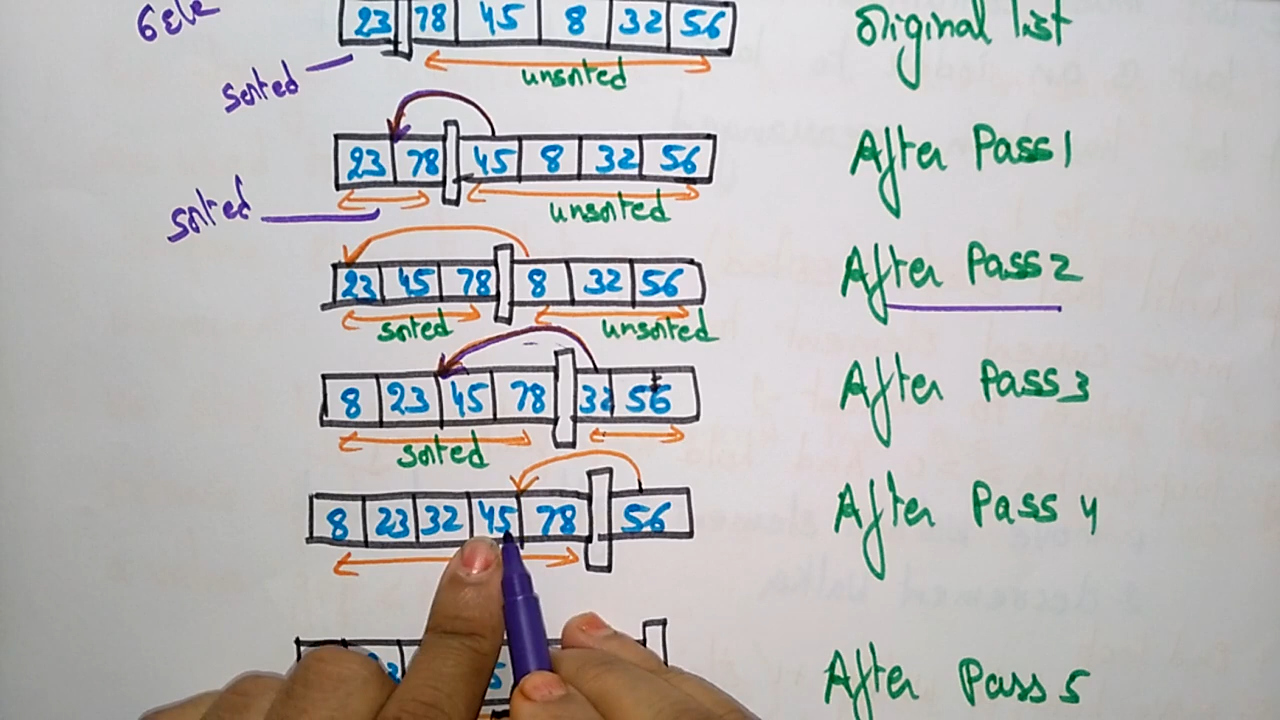 6 ele
23 78 45 8 32 56 Original list
sorted unsorted
23 78 45 8 32 56 After Pass 1
sorted unsorted
23 45 78 8 32 56 After Pass 2
sorted unsorted
8 23 45 78 32 56 After Pass 3
sorted
8 23 32 45 78 56 After Pass 4
After Pass 5